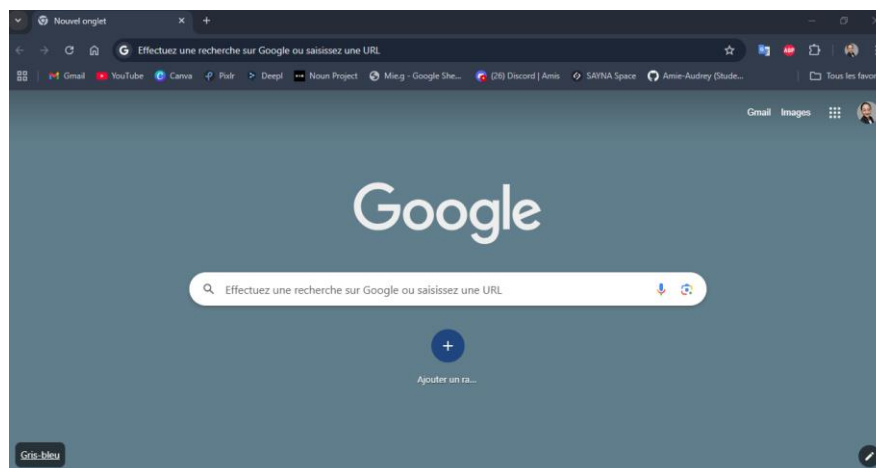 Nouvel onglet
Effectuez une recherche sur Google ou saisissez une URL
Gmail YouTube Canva Pixlr Deepl Noun Project Mie.g - Google She... (26) Discord | Amis SAYNA Space Amie-Audrey (Stude... Tous les favor
Gmail Images
Google
Effectuez une recherche sur Google ou saisissez une URL
Ajouter un ra...
Gris-bleu